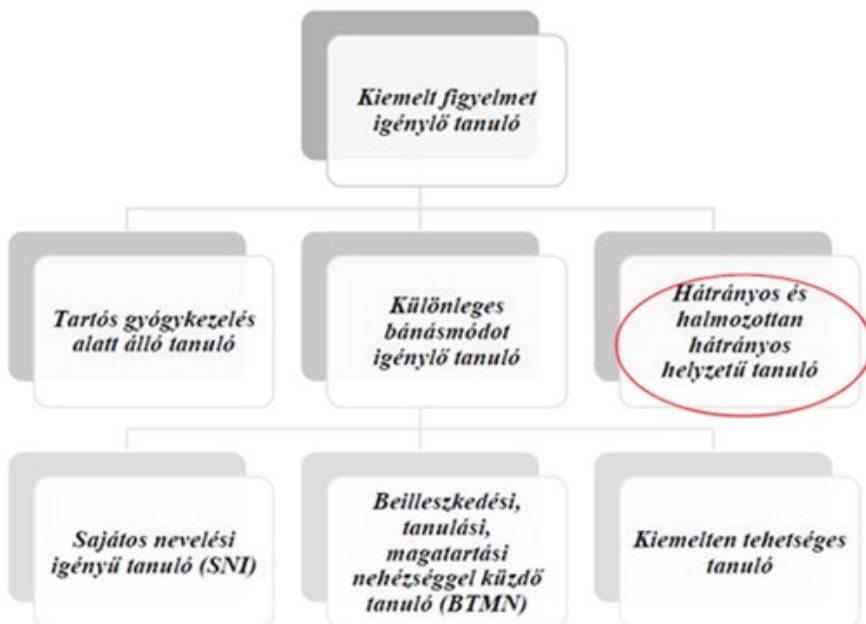 Kiemelt figyelmet
igénylő tanuló
Tartós gyógykezelés
alatt álló tanuló
Különleges
bánásmódot
igénylő tanuló
Hátrányos és
halmozottan
hátrányos
helyzetű tanuló
Sajátos nevelési
igényű tanuló (SNI)
Beilleszkedési,
tanulási,
magatartási
nehézséggel küzdő
tanuló (BTMN)
Kiemelten tehetséges
tanuló